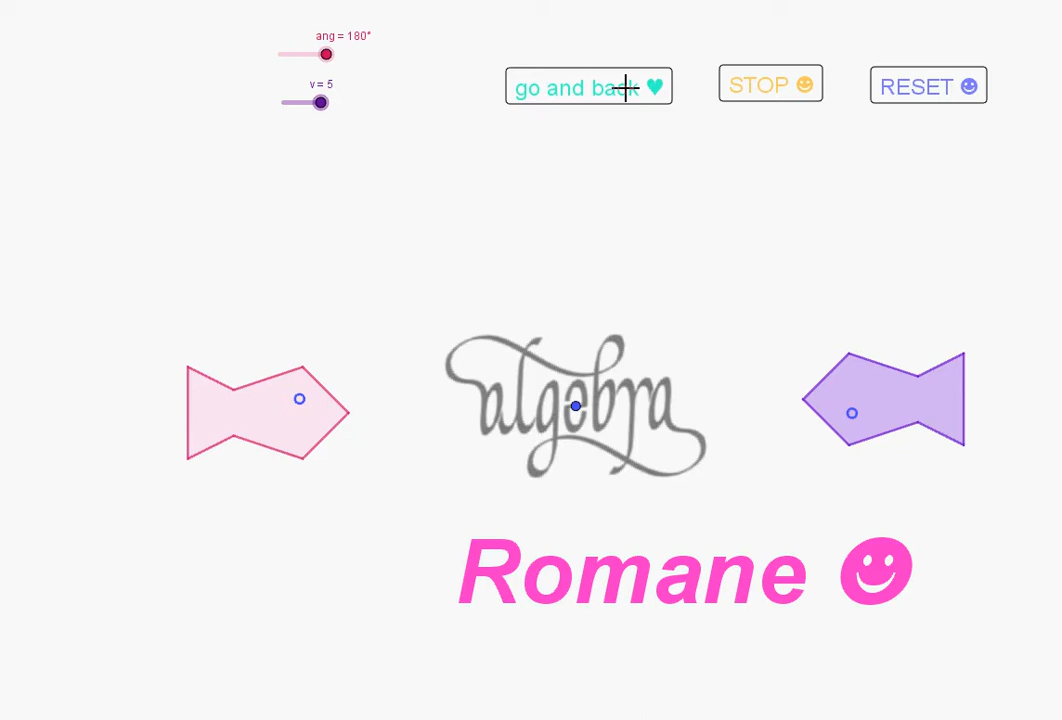 ang = 180°
v = 5
go and back ♥
STOP ☻
RESET ☻
algebra
Romane ☻